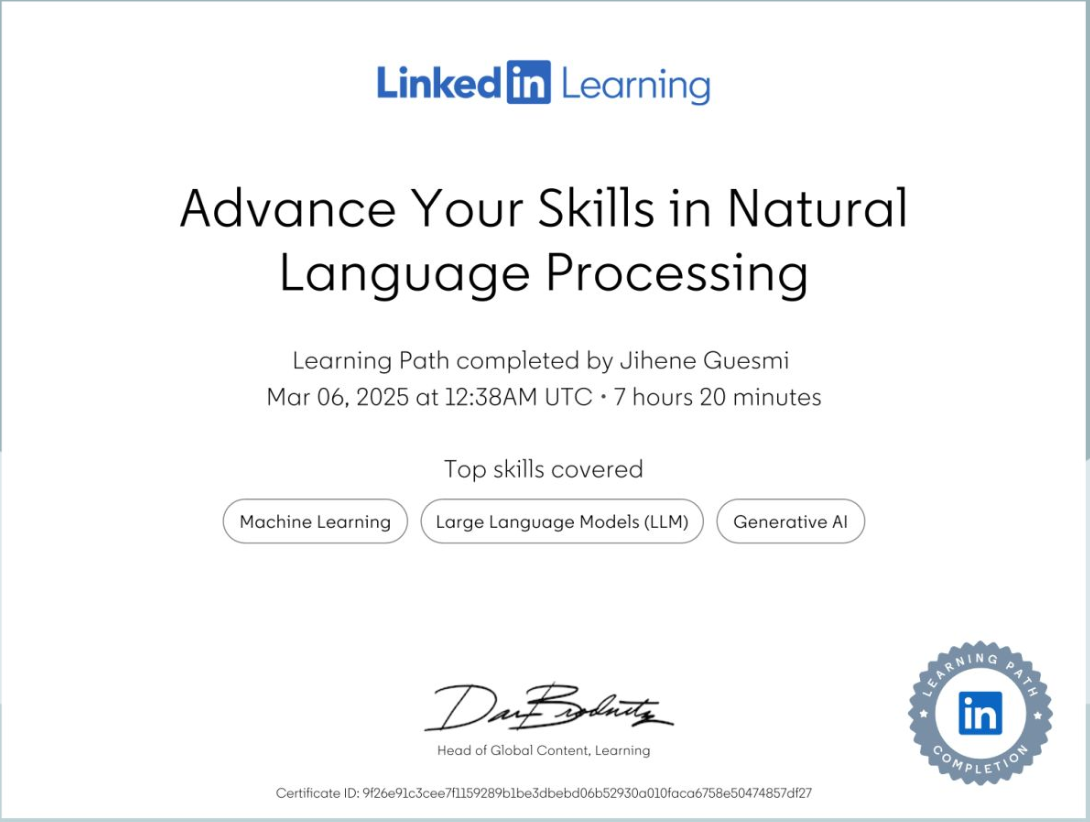 LinkedIn Learning
Advance Your Skills in Natural
Language Processing
Learning Path completed by Jihene Guesmi
Mar 06, 2025 at 12:38AM UTC • 7 hours 20 minutes
Top skills covered
Machine Learning
Large Language Models (LLM)
Generative AI
Dan Brodnitz
Head of Global Content, Learning
LEARNING PATH
in
COMPLETION
Certificate ID: 9f26e91c3cee7f1159289b1be3dbebd06b52930a010faca6758e50474857df27